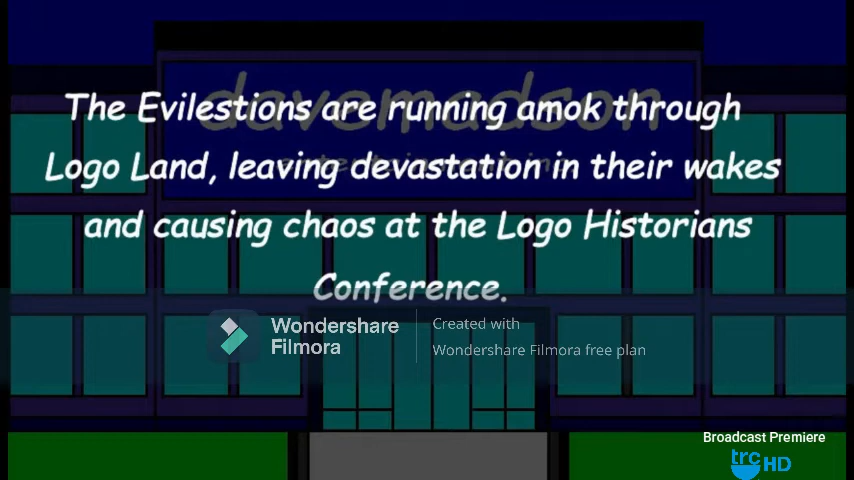 davemadson
The Evilestions are running amok through
Logo Land, leaving devastation in their wakes
and causing chaos at the Logo Historians
Conference.
Wondershare
Filmora
Created with
Wondershare Filmora free plan
Broadcast Premiere
trc HD